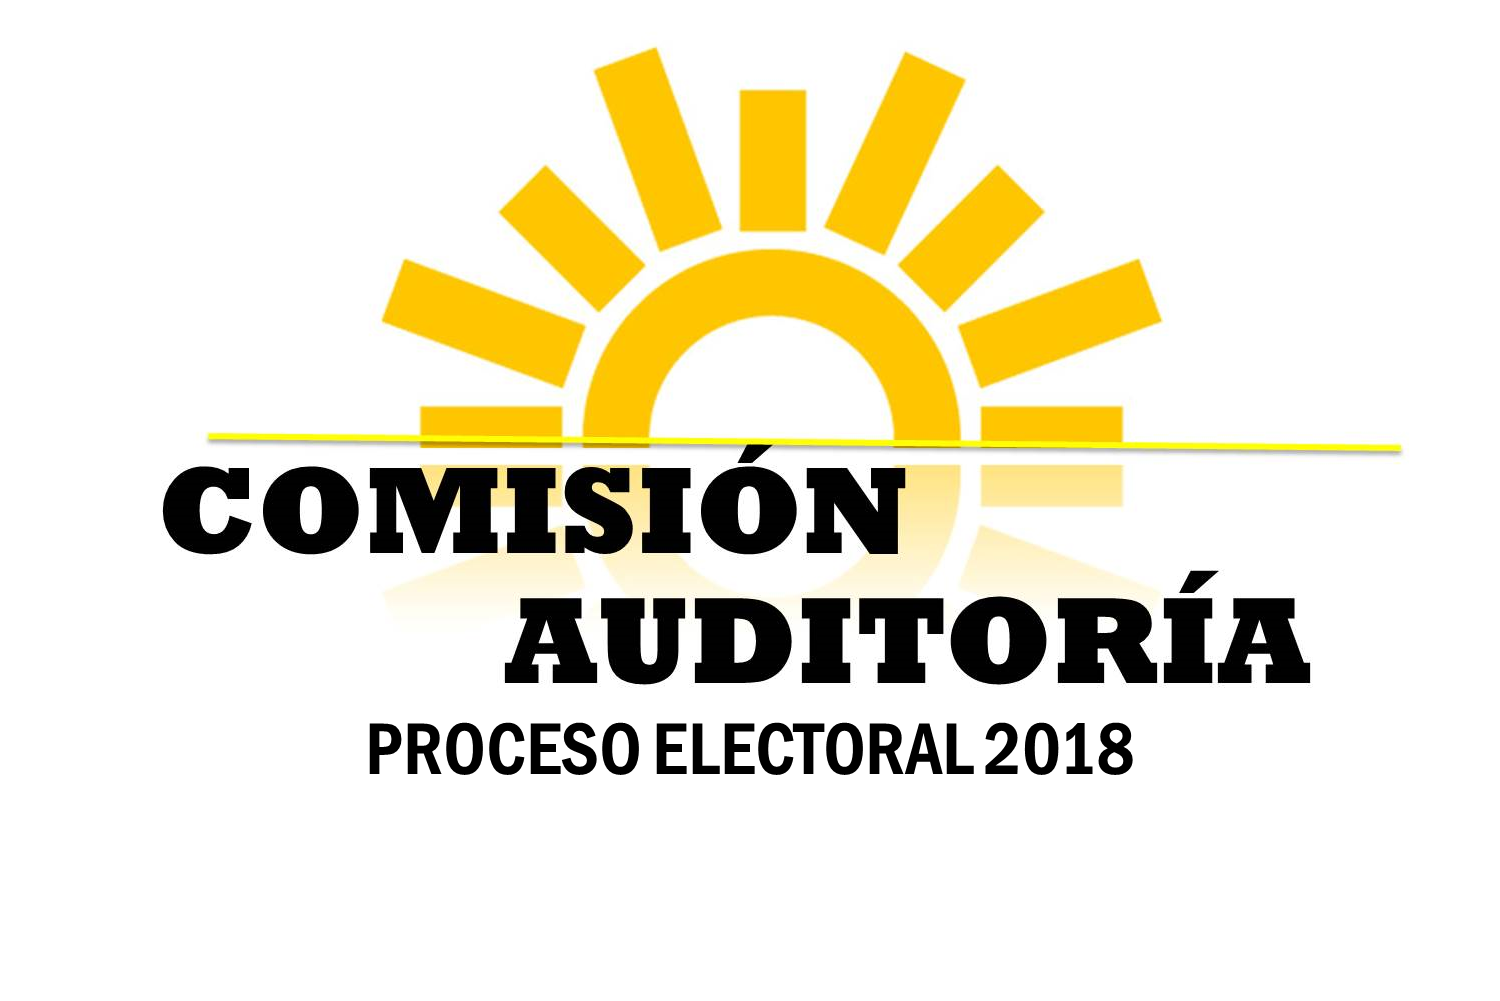 COMISIÓN
AUDITORÍA
PROCESO ELECTORAL 2018